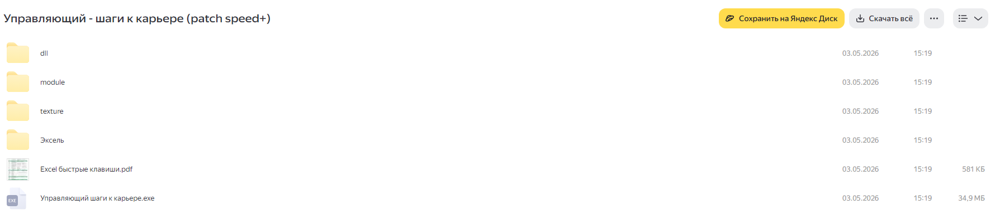 Управляющий - шаги к карьере (patch speed+)
Сохранить на Яндекс Диск
Скачать всё
dll 03.05.2026 15:19
module 03.05.2026 15:19
texture 03.05.2026 15:19
Эксель 03.05.2026 15:19
Excel быстрые клавиши.pdf 03.05.2026 15:19 581 КБ
EXE Управляющий шаги к карьере.exe 03.05.2026 15:19 34,9 МБ